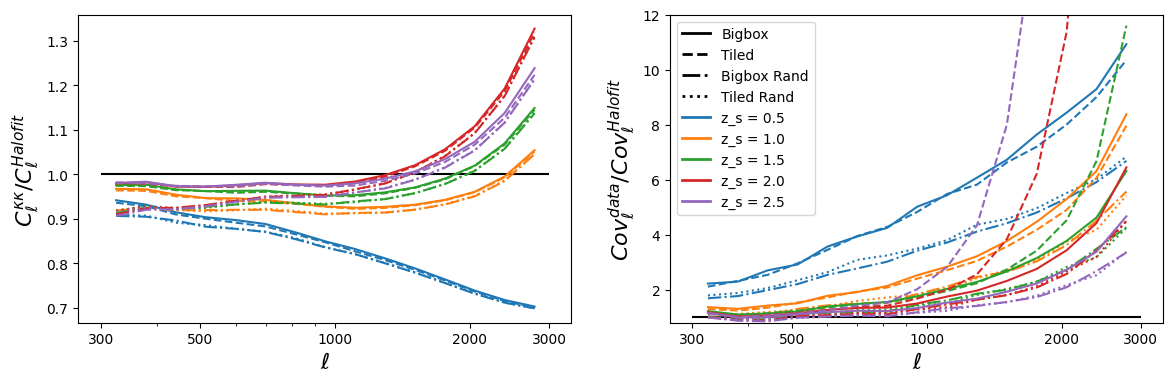 1.3
1.2
1.1
1.0
0.9
0.8
0.7
C_ℓ^{κκ}/C_ℓ^{Halofit}
300
500
1000
2000
3000
ℓ
12
10
8
6
4
2
Cov_ℓ^{data}/Cov_ℓ^{Halofit}
Bigbox
Tiled
Bigbox Rand
Tiled Rand
z_s = 0.5
z_s = 1.0
z_s = 1.5
z_s = 2.0
z_s = 2.5
300
500
1000
2000
3000
ℓ